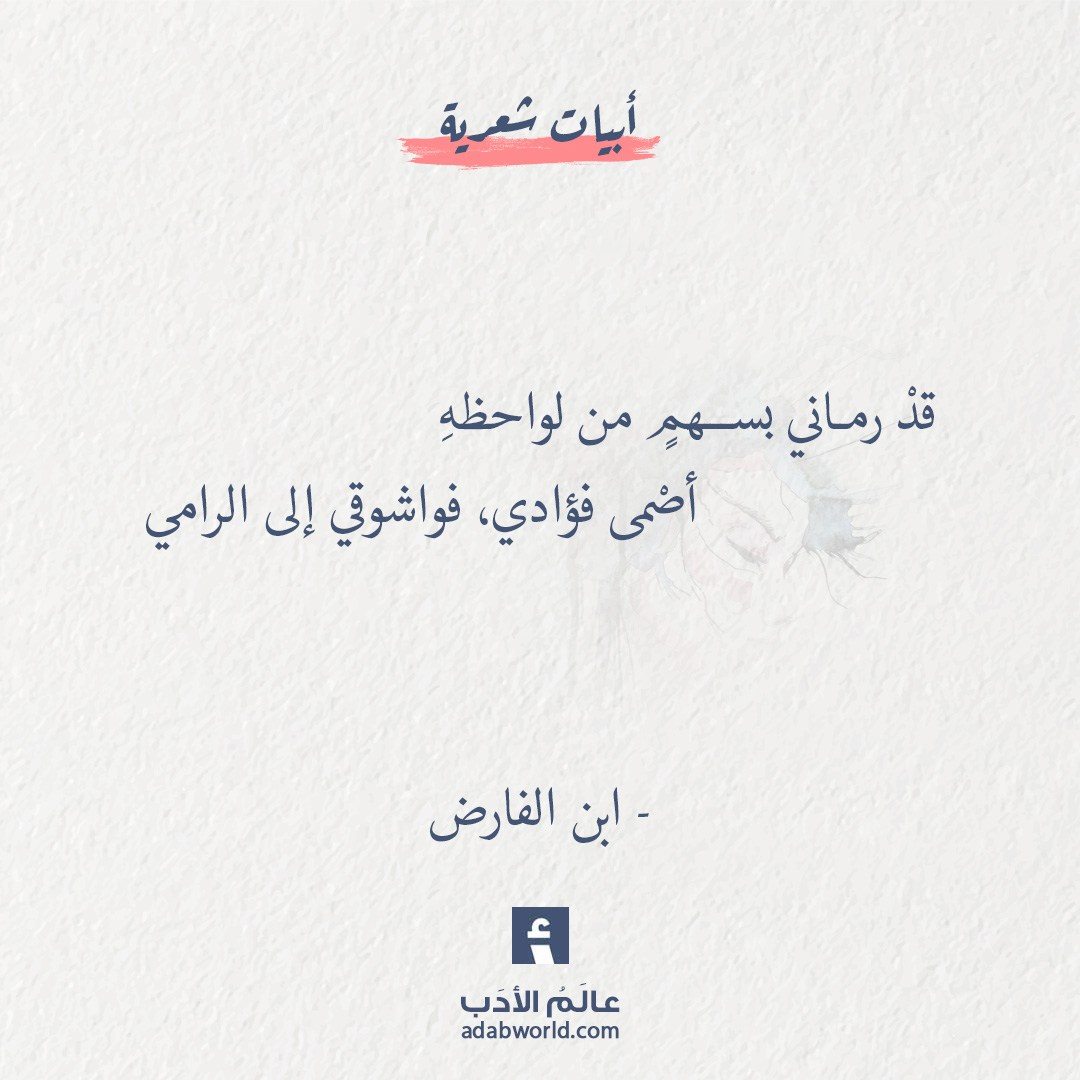 أبيات شعرية
قدْ رماني بسهمٍ من لواحظهِ
أصْمى فؤادي، فواشوقي إلى الرامي
- ابن الفارض
أ
عالَمُ الأدَب
adabworld.com